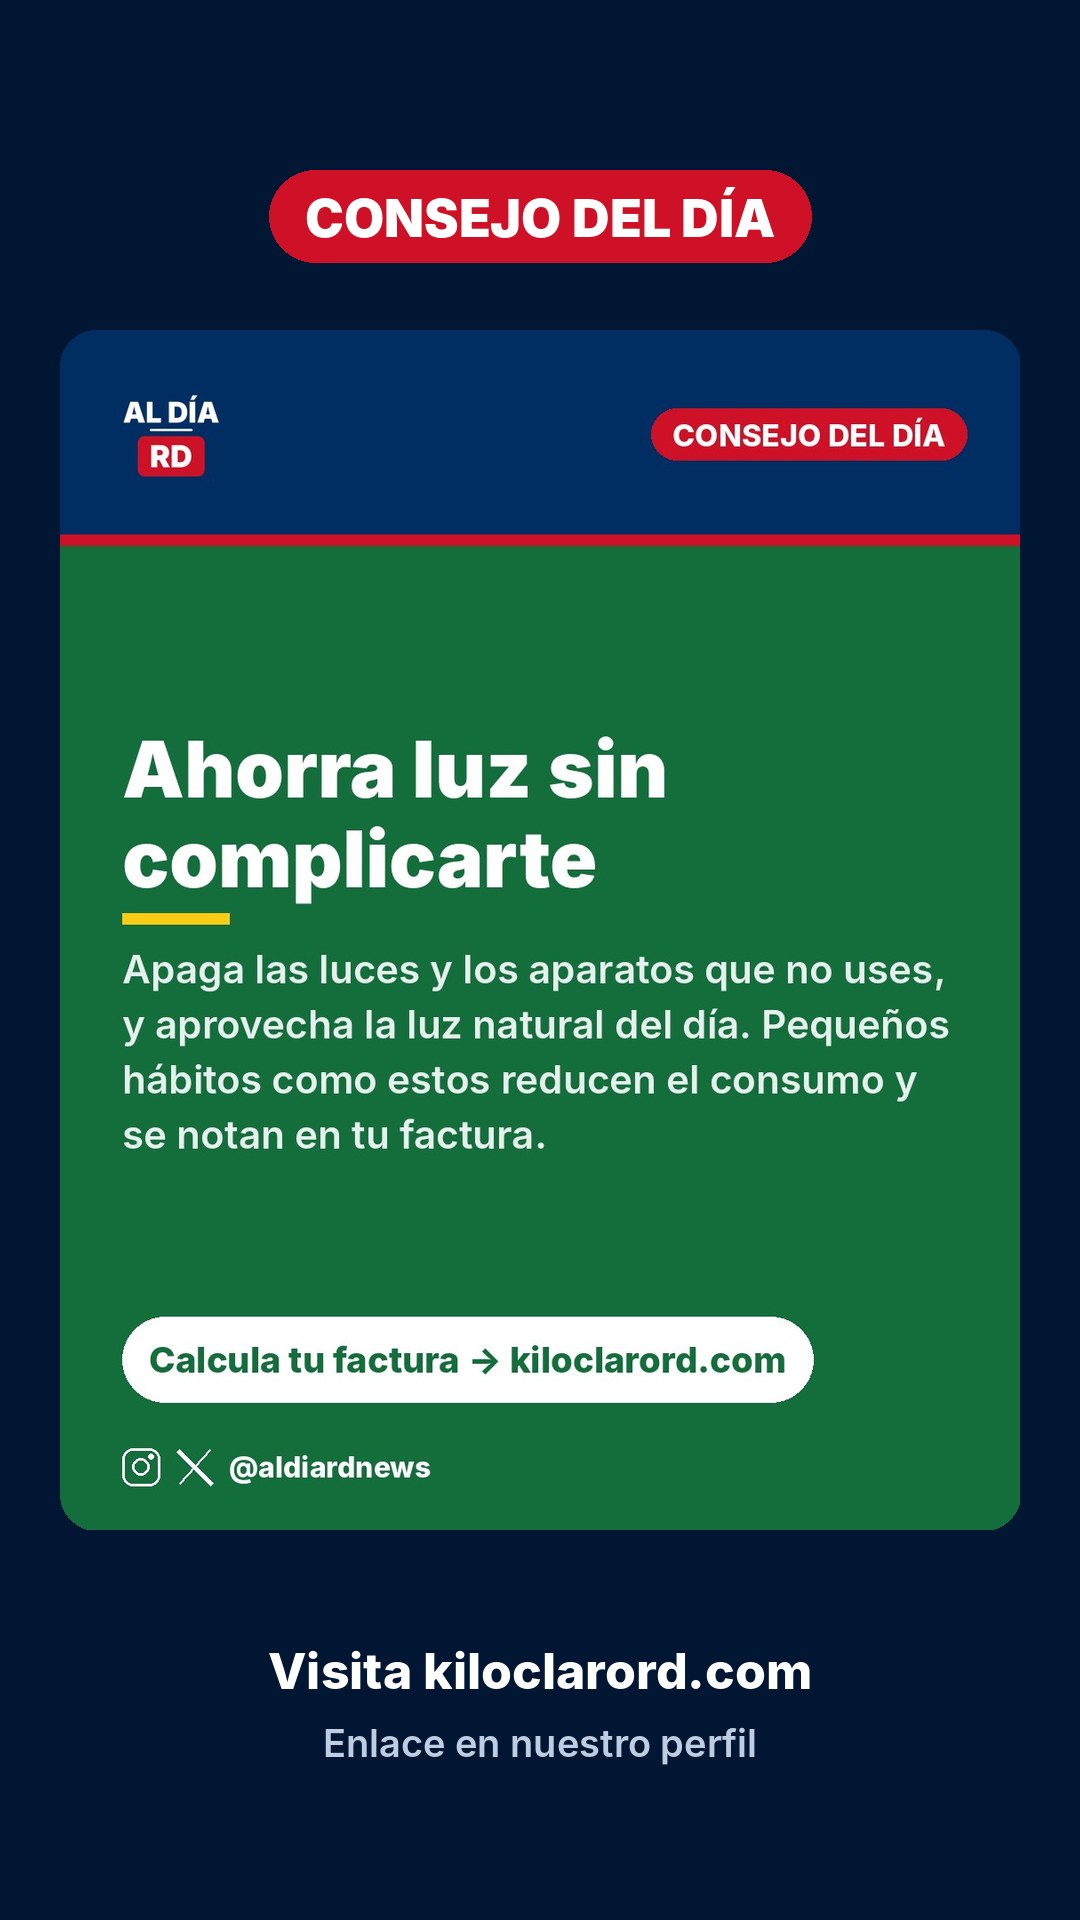 CONSEJO DEL DÍA
AL DÍA
RD
CONSEJO DEL DÍA
Ahorra luz sin
complicarte
Apaga las luces y los aparatos que no uses,
y aprovecha la luz natural del día. Pequeños
hábitos como estos reducen el consumo y
se notan en tu factura.
Calcula tu factura → kiloclarord.com
@aldiardnews
Visita kiloclarord.com
Enlace en nuestro perfil